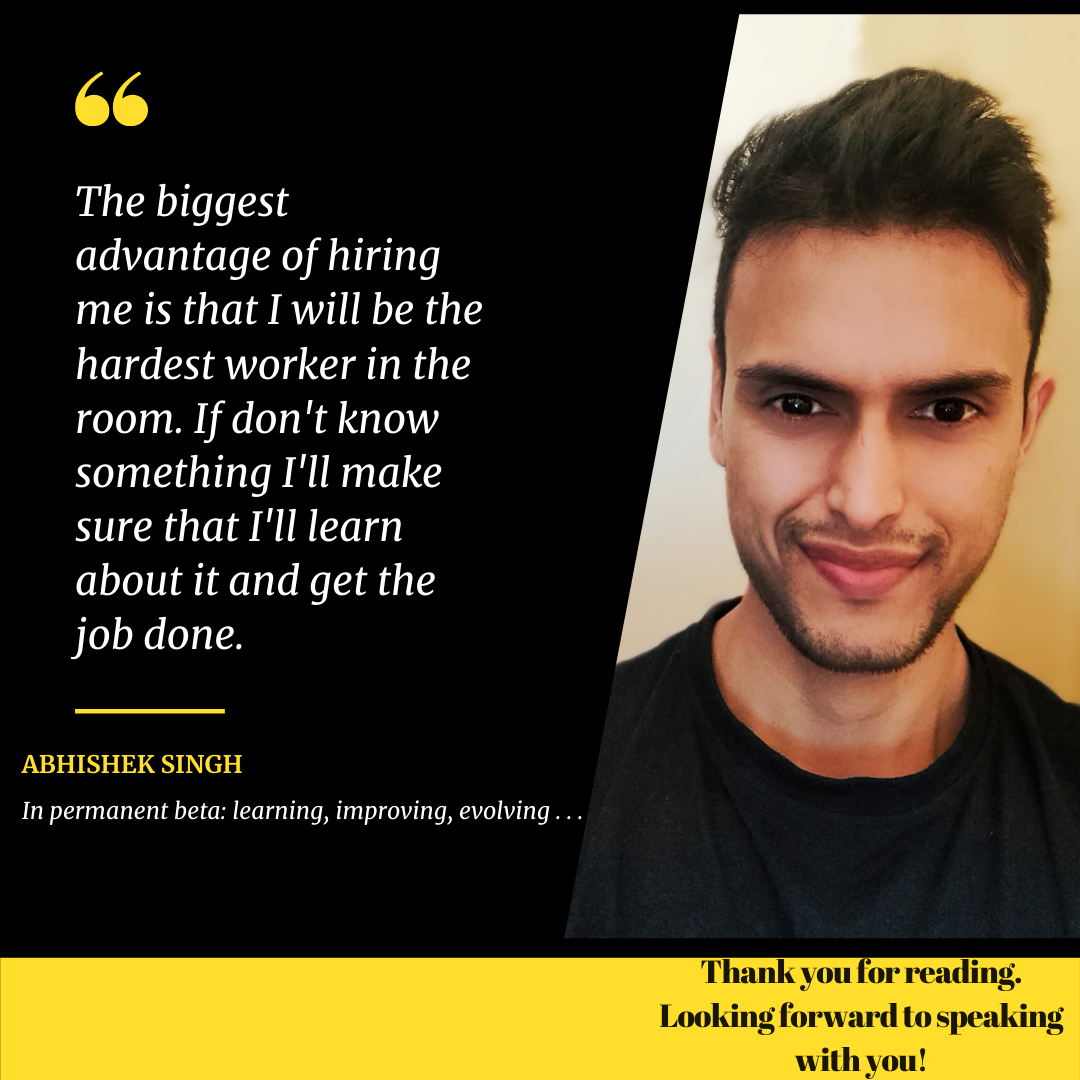 “
The biggest
advantage of hiring
me is that I will be the
hardest worker in the
room. If don't know
something I'll make
sure that I'll learn
about it and get the
job done.
ABHISHEK SINGH
In permanent beta: learning, improving, evolving . . .
Thank you for reading.
Looking forward to speaking
with you!